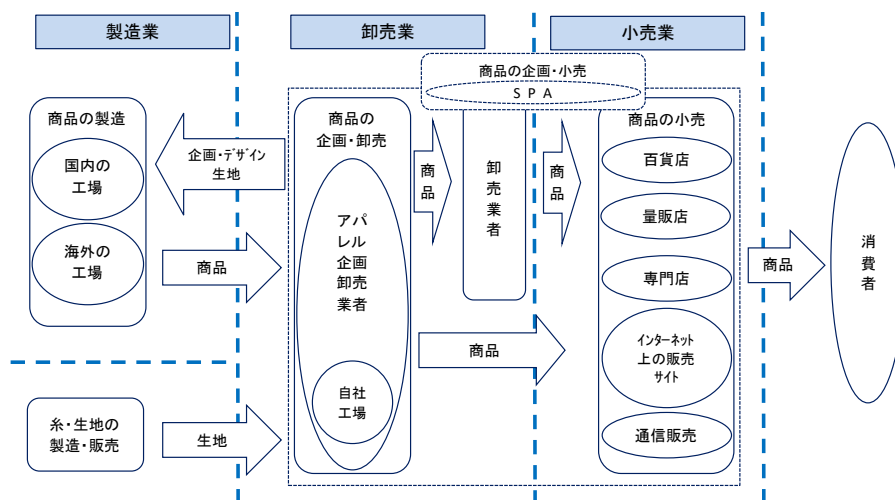 製造業
卸売業
小売業
商品の企画・小売
ＳＰＡ
商品の製造
国内の
工場
海外の
工場
企画・ﾃﾞｻﾞｲﾝ
生地
商品
糸・生地の
製造・販売
生地
商品の
企画・卸売
アパ
レル
企画
卸売
業者
自社
工場
商品
卸売業者
商品
商品
商品の小売
百貨店
量販店
専門店
ｲﾝﾀｰﾈｯﾄ
上の販売
サイト
通信販売
商品
消費者